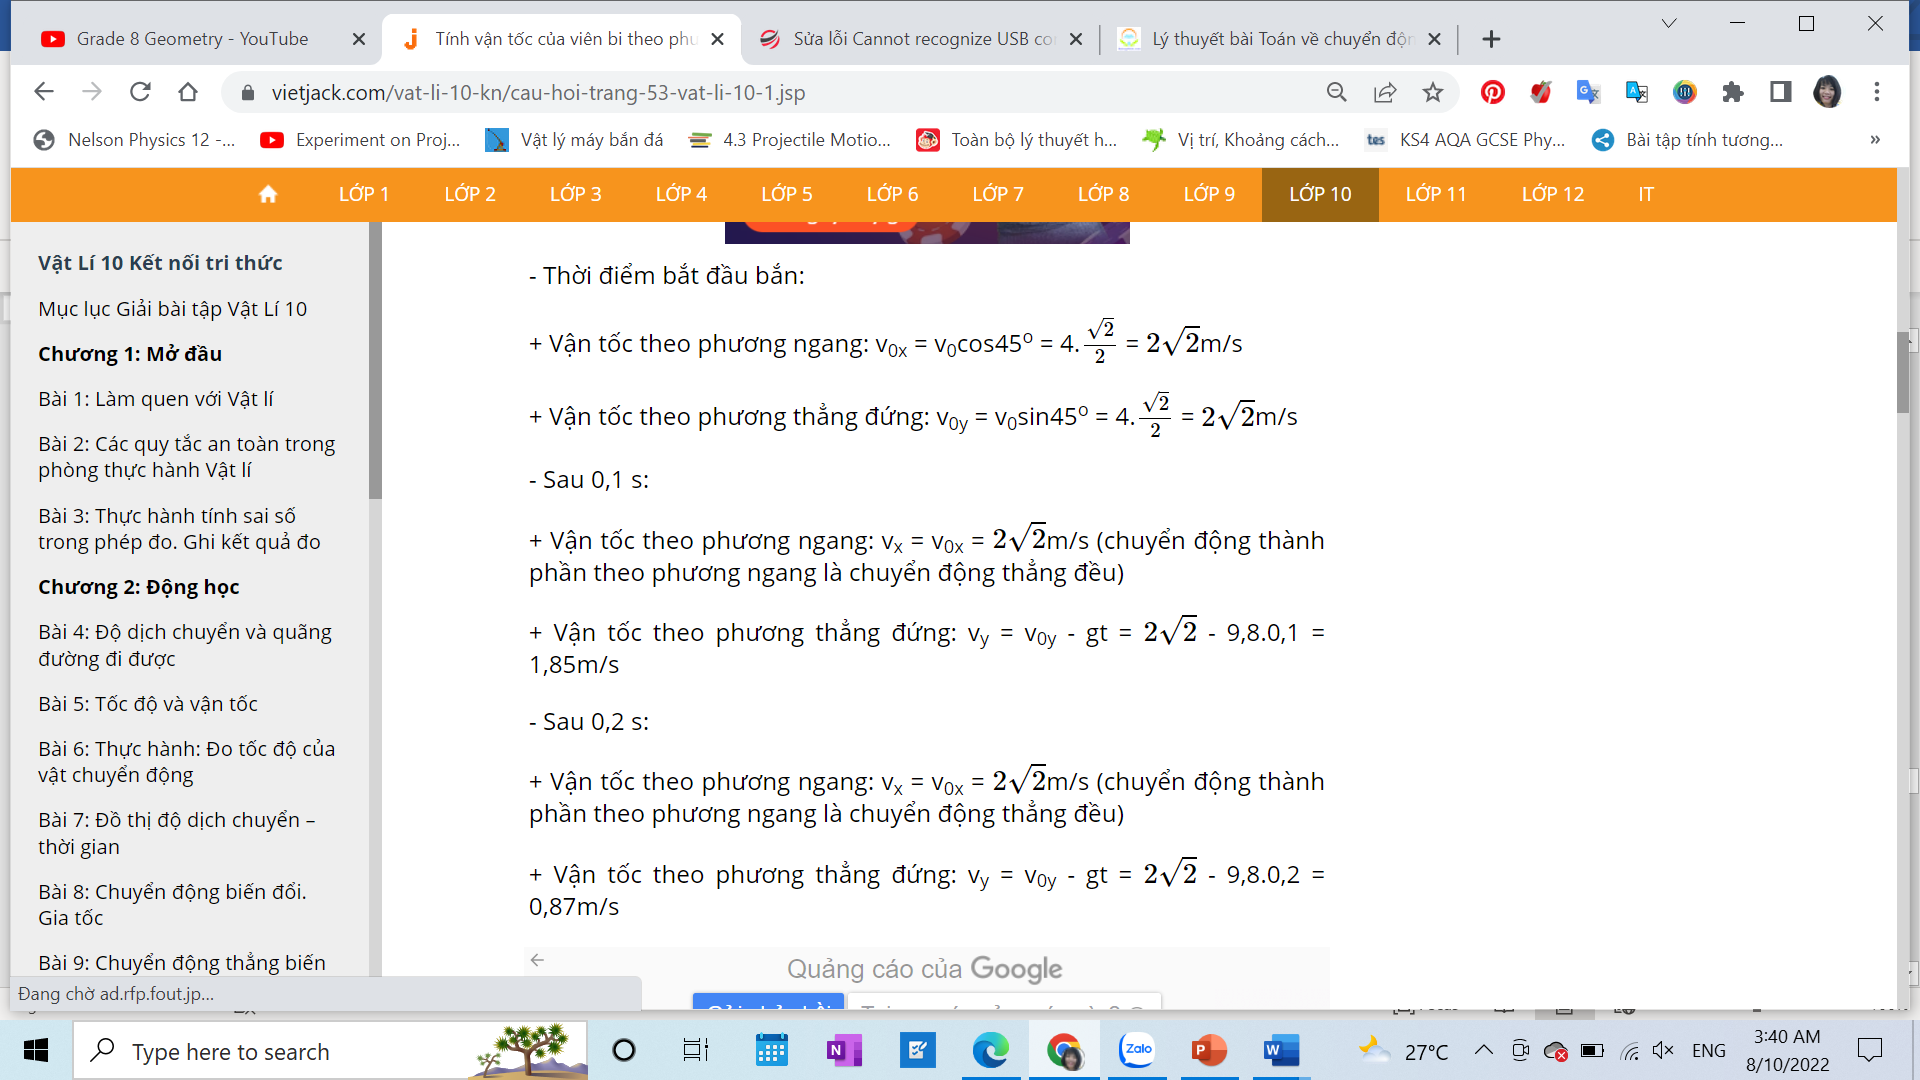 Grade 8 Geometry - YouTube
Tính vận tốc của viên bi theo phu
Sửa lỗi Cannot recognize USB co
Lý thuyết bài Toán về chuyển độn
vietjack.com/vat-li-10-kn/cau-hoi-trang-53-vat-li-10-1.jsp
Nelson Physics 12 -...
Experiment on Proj...
Vật lý máy bắn đá
4.3 Projectile Motio...
Toàn bộ lý thuyết h...
Vị trí, Khoảng cách...
tes
KS4 AQA GCSE Phy...
Bài tập tính tương...
»
LỚP 1
LỚP 2
LỚP 3
LỚP 4
LỚP 5
LỚP 6
LỚP 7
LỚP 8
LỚP 9
LỚP 10
LỚP 11
LỚP 12
IT
Vật Lí 10 Kết nối tri thức
Mục lục Giải bài tập Vật Lí 10
Chương 1: Mở đầu
Bài 1: Làm quen với Vật lí
Bài 2: Các quy tắc an toàn trong
phòng thực hành Vật lí
Bài 3: Thực hành tính sai số
trong phép đo. Ghi kết quả đo
Chương 2: Động học
Bài 4: Độ dịch chuyển và quãng
đường đi được
Bài 5: Tốc độ và vận tốc
Bài 6: Thực hành: Đo tốc độ của
vật chuyển động
Bài 7: Đồ thị độ dịch chuyển –
thời gian
Bài 8: Chuyển động biến đổi.
Gia tốc
Bài 9: Chuyển động thẳng biến
Đang chờ ad.rfp.fout.jp...
- Thời điểm bắt đầu bắn:
+ Vận tốc theo phương ngang: v₀ₓ = v₀cos45° = 4.√2/2 = 2√2m/s
+ Vận tốc theo phương thẳng đứng: v0y = v₀sin45° = 4.√2/2 = 2√2m/s
- Sau 0,1 s:
+ Vận tốc theo phương ngang: vₓ = v₀ₓ = 2√2m/s (chuyển động thành
phần theo phương ngang là chuyển động thẳng đều)
+ Vận tốc theo phương thẳng đứng: vy = v0y - gt = 2√2 - 9,8.0,1 =
1,85m/s
- Sau 0,2 s:
+ Vận tốc theo phương ngang: vₓ = v₀ₓ = 2√2m/s (chuyển động thành
phần theo phương ngang là chuyển động thẳng đều)
+ Vận tốc theo phương thẳng đứng: vy = v0y - gt = 2√2 - 9,8.0,2 =
0,87m/s
Quảng cáo của Google
Type here to search
Zalo
27°C
ENG
3:40 AM
8/10/2022